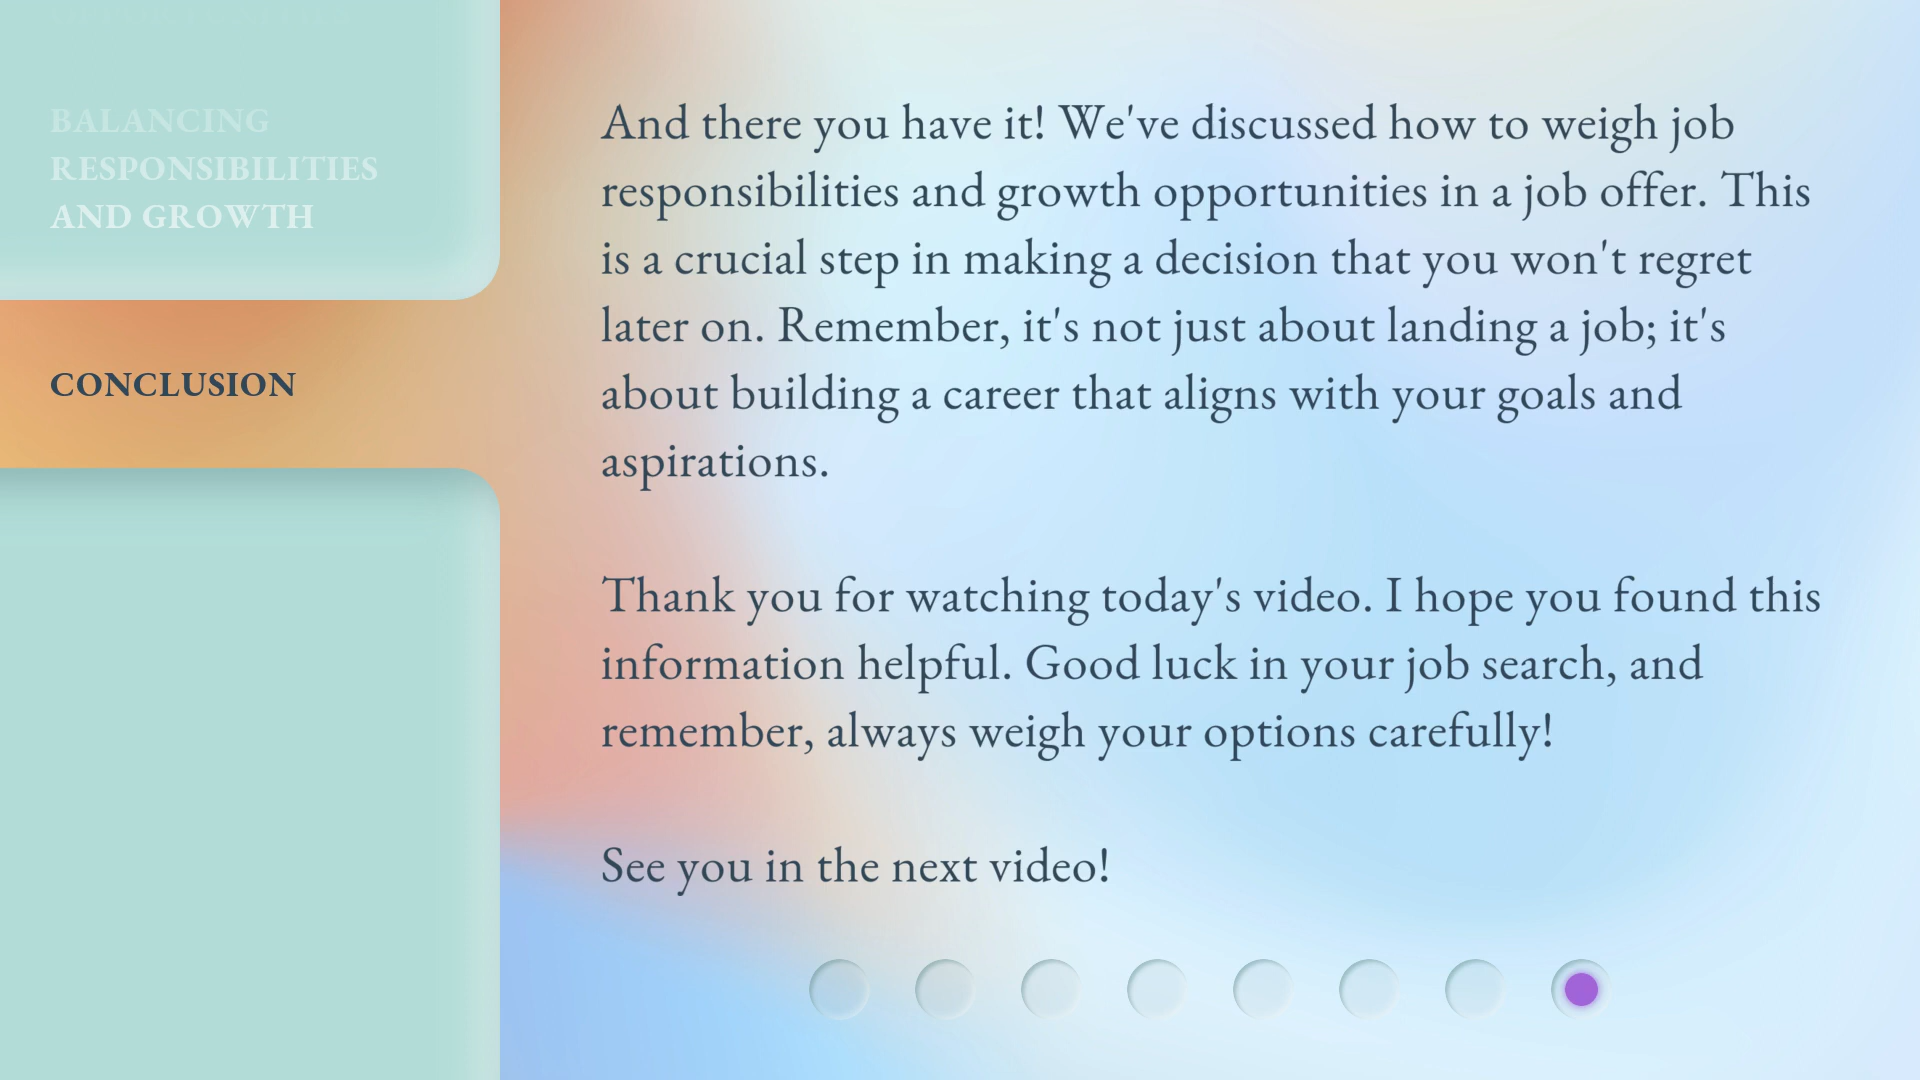 BALANCING
RESPONSIBILITIES
AND GROWTH
CONCLUSION
And there you have it! We've discussed how to weigh job
responsibilities and growth opportunities in a job offer. This
is a crucial step in making a decision that you won't regret
later on. Remember, it's not just about landing a job; it's
about building a career that aligns with your goals and
aspirations.
Thank you for watching today's video. I hope you found this
information helpful. Good luck in your job search, and
remember, always weigh your options carefully!
See you in the next video!